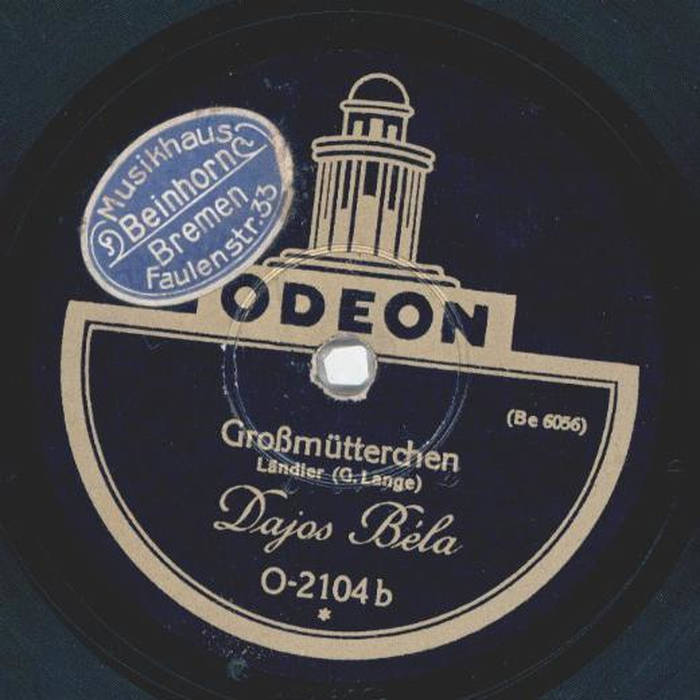 Musikhaus
Beinhorn
Bremen
Faulenstr. 33
ODEON
(Be 6056)
Großmütterchen
Ländler (G. Lange)
Dajos Béla
O-2104 b
*